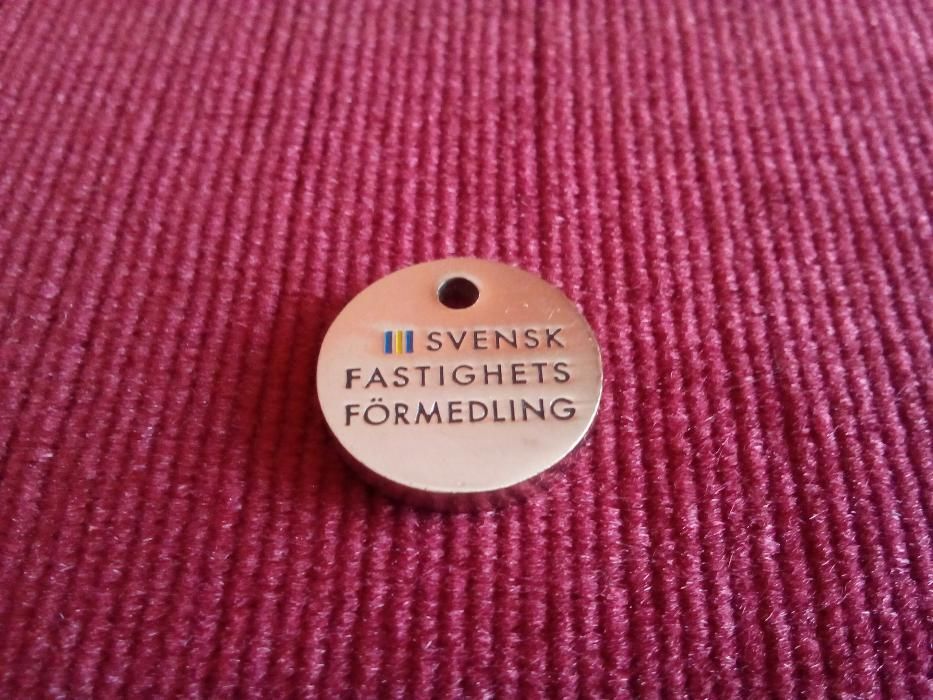 SVENSK
FASTIGHETS
FÖRMEDLING